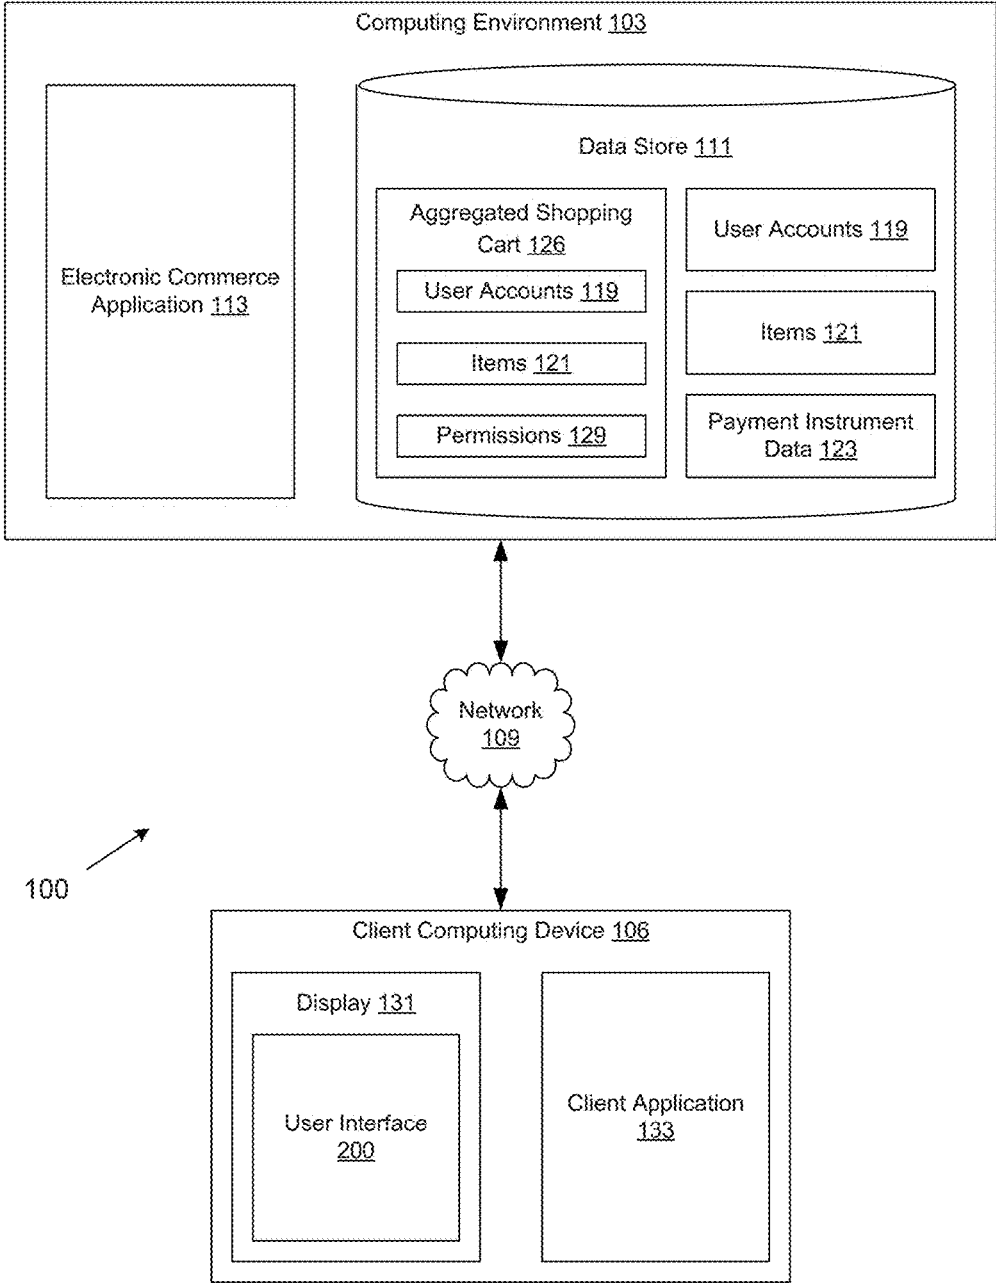 Computing Environment 103
Data Store 111
Electronic Commerce
Application 113
Aggregated Shopping
Cart 126
User Accounts 119
Items 121
Permissions 129
User Accounts 119
Items 121
Payment Instrument
Data 123
Network
109
100
Client Computing Device 106
Display 131
User Interface
200
Client Application
133